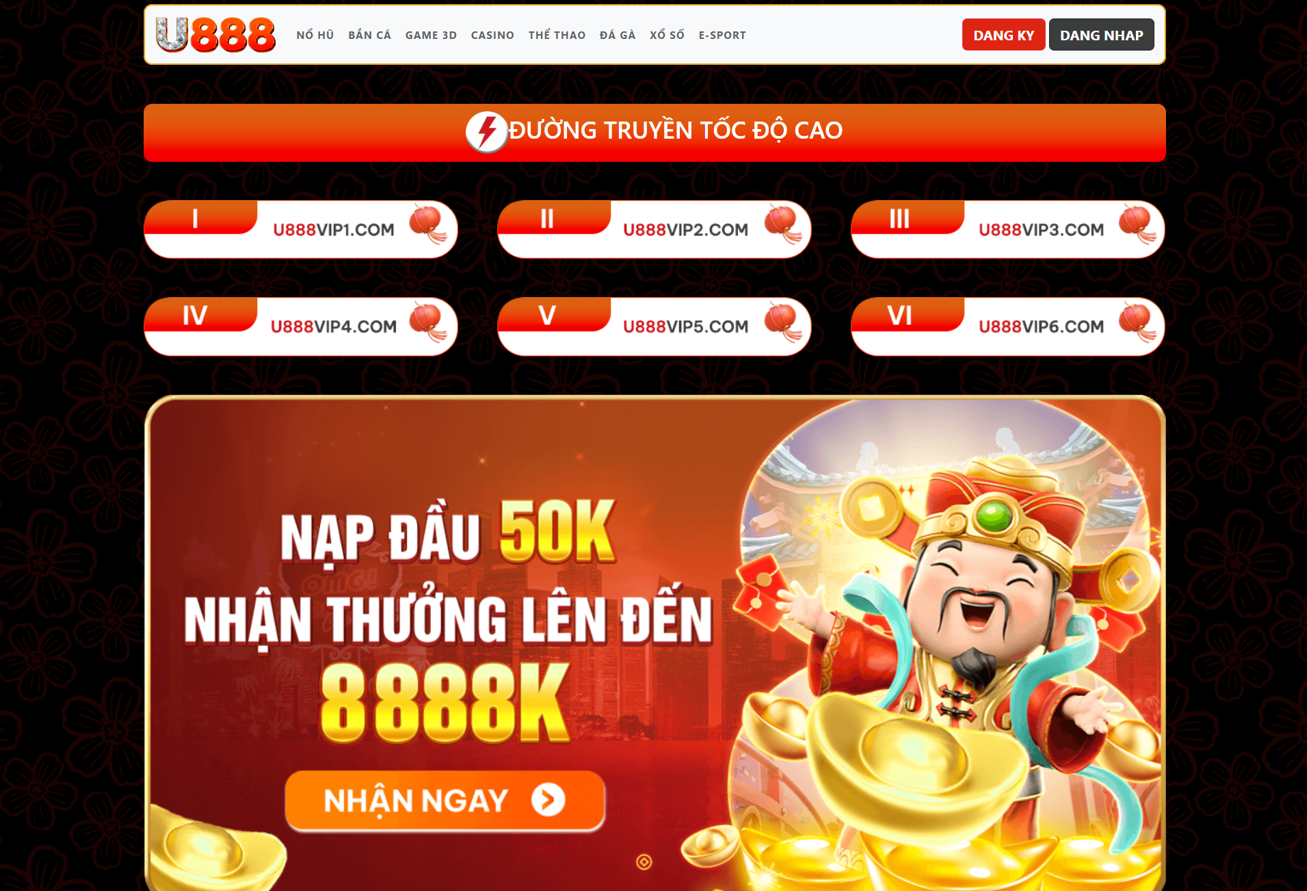 U888 NỔ HŨ BẮN CÁ GAME 3D CASINO THỂ THAO ĐÁ GÀ XỔ SỐ E-SPORT DANG KY DANG NHAP
ĐƯỜNG TRUYỀN TỐC ĐỘ CAO
I U888VIP1.COM II U888VIP2.COM III U888VIP3.COM
IV U888VIP4.COM V U888VIP5.COM VI U888VIP6.COM
NẠP ĐẦU 50K
NHẬN THƯỞNG LÊN ĐẾN
8888K
NHẬN NGAY